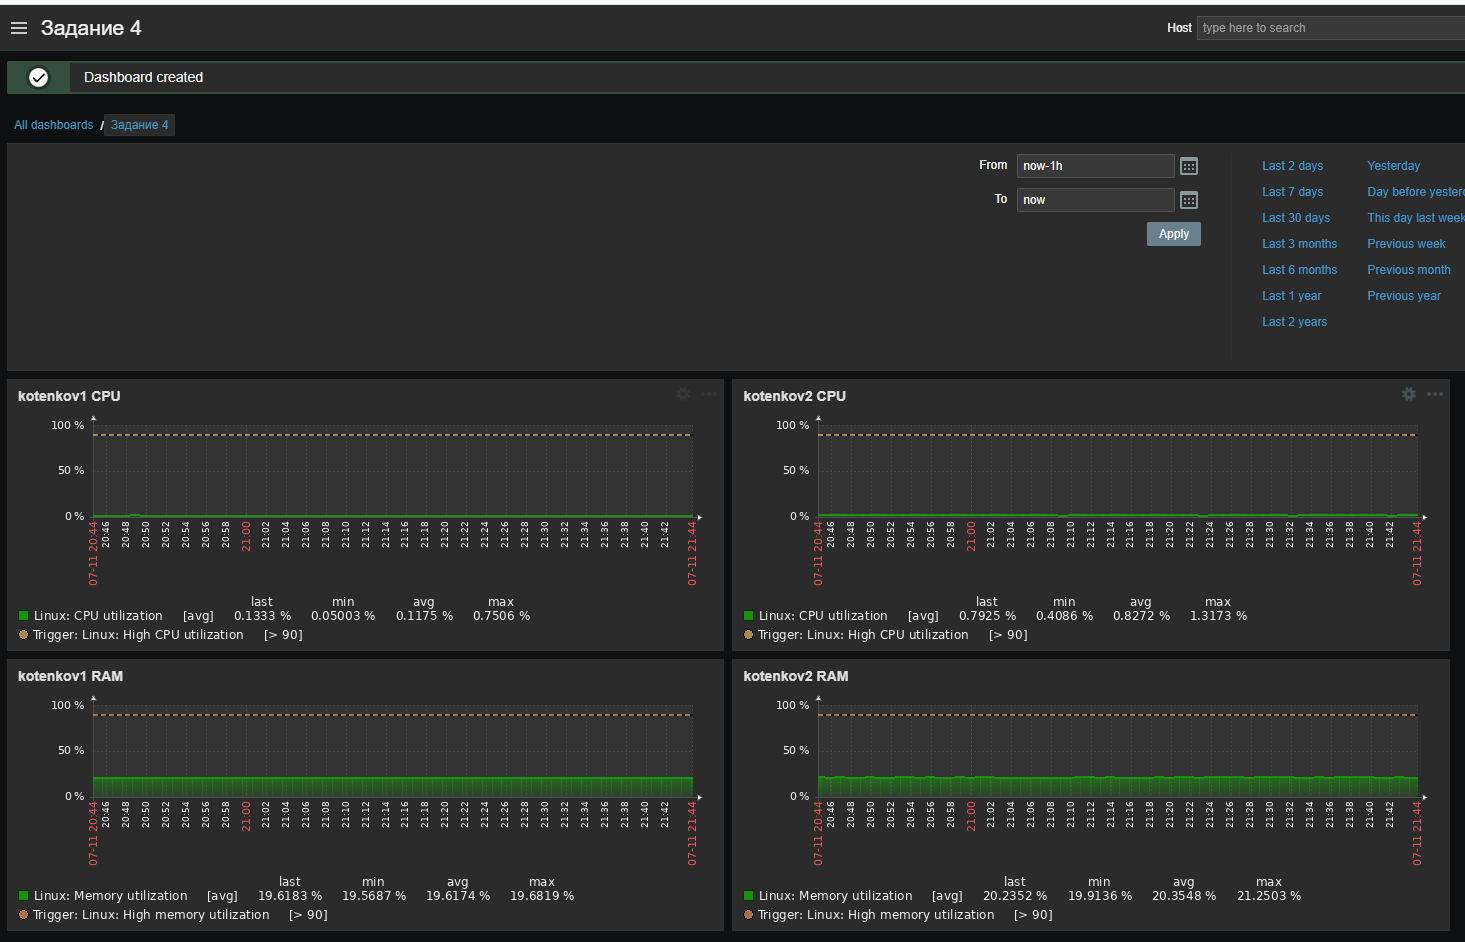 Задание 4
Host type here to search
Dashboard created
All dashboards / Задание 4
From now-1h
To now
Apply
Last 2 days Yesterday
Last 7 days Day before yester
Last 30 days This day last week
Last 3 months Previous week
Last 6 months Previous month
Last 1 year Previous year
Last 2 years
kotenkov1 CPU
100 %
50 %
0 %
07-11 20:44 20:46 20:48 20:50 20:52 20:54 20:56 20:58 21:00 21:02 21:04 21:06 21:08 21:10 21:12 21:14 21:16 21:18 21:20 21:22 21:24 21:26 21:28 21:30 21:32 21:34 21:36 21:38 21:40 21:42 07-11 21:44
last min avg max
Linux: CPU utilization [avg] 0.1333 % 0.05003 % 0.1175 % 0.7506 %
Trigger: Linux: High CPU utilization [> 90]
kotenkov2 CPU
100 %
50 %
0 %
07-11 20:44 20:46 20:48 20:50 20:52 20:54 20:56 20:58 21:00 21:02 21:04 21:06 21:08 21:10 21:12 21:14 21:16 21:18 21:20 21:22 21:24 21:26 21:28 21:30 21:32 21:34 21:36 21:38 21:40 21:42 07-11 21:44
last min avg max
Linux: CPU utilization [avg] 0.7925 % 0.4086 % 0.8272 % 1.3173 %
Trigger: Linux: High CPU utilization [> 90]
kotenkov1 RAM
100 %
50 %
0 %
07-11 20:44 20:46 20:48 20:50 20:52 20:54 20:56 20:58 21:00 21:02 21:04 21:06 21:08 21:10 21:12 21:14 21:16 21:18 21:20 21:22 21:24 21:26 21:28 21:30 21:32 21:34 21:36 21:38 21:40 21:42 07-11 21:44
last min avg max
Linux: Memory utilization [avg] 19.6183 % 19.5687 % 19.6174 % 19.6819 %
Trigger: Linux: High memory utilization [> 90]
kotenkov2 RAM
100 %
50 %
0 %
07-11 20:44 20:46 20:48 20:50 20:52 20:54 20:56 20:58 21:00 21:02 21:04 21:06 21:08 21:10 21:12 21:14 21:16 21:18 21:20 21:22 21:24 21:26 21:28 21:30 21:32 21:34 21:36 21:38 21:40 21:42 07-11 21:44
last min avg max
Linux: Memory utilization [avg] 20.2352 % 19.9136 % 20.3548 % 21.2503 %
Trigger: Linux: High memory utilization [> 90]